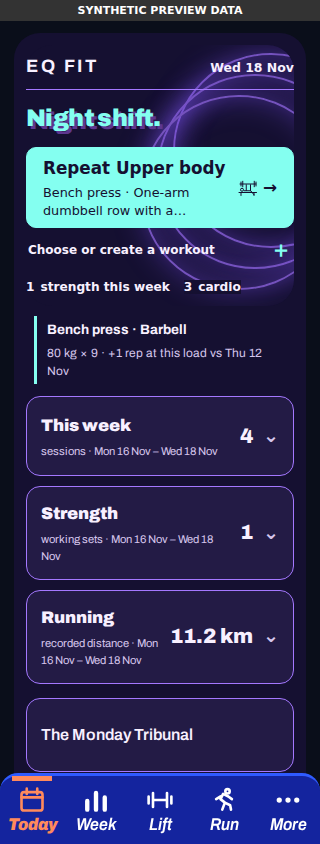 SYNTHETIC PREVIEW DATA
EQ FIT
Wed 18 Nov
Night shift.
Repeat Upper body
Bench press · One-arm
dumbbell row with a…
→
Choose or create a workout
+
1 strength this week 3 cardio
Bench press · Barbell
80 kg × 9 · +1 rep at this load vs Thu 12
Nov
This week
sessions · Mon 16 Nov – Wed 18 Nov
4
Strength
working sets · Mon 16 Nov – Wed 18
Nov
1
Running
recorded distance · Mon
16 Nov – Wed 18 Nov
11.2 km
The Monday Tribunal
Today
Week
Lift
Run
More